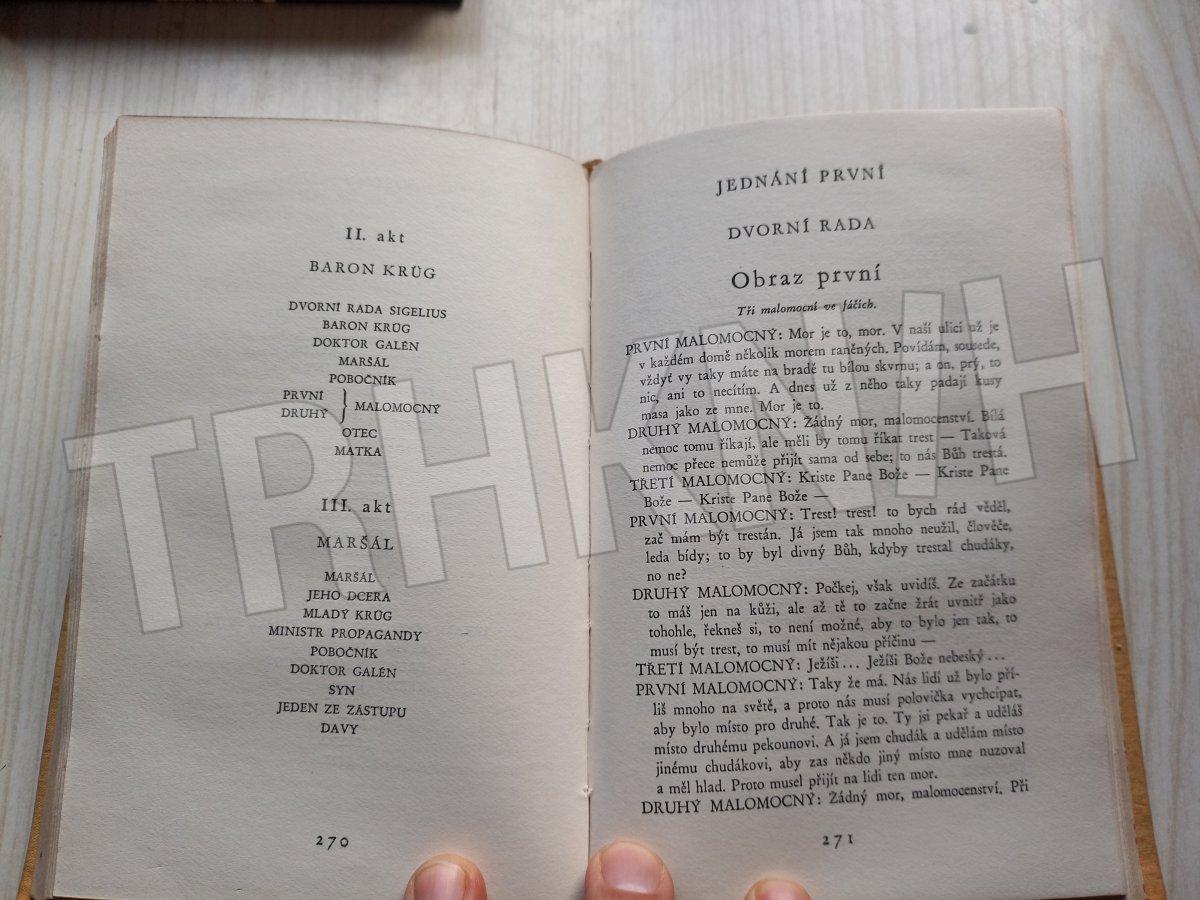 II. akt
BARON KRÜG
DVORNÍ RADA SIGELIUS
BARON KRÜG
DOKTOR GALÉN
MARŠÁL
POBOČNÍK
PRVNÍ
DRUHÝ } MALOMOCNÝ
OTEC
MATKA
III. akt
MARŠÁL
MARŠÁL
JEHO DCERA
MLADÝ KRÜG
MINISTR PROPAGANDY
POBOČNÍK
DOKTOR GALÉN
SYN
JEDEN ZE ZÁSTUPU
DAVY
270
JEDNÁNÍ PRVNÍ
DVORNÍ RADA
Obraz první
Tři malomocní ve fáčích.
PRVNÍ MALOMOCNÝ: Mor je to, mor. V naší ulici už je
v každém domě několik morem raněných. Povídám, sousede,
vždyť vy taky máte na bradě tu bílou skvrnu; a on, prý, to
nic, ani to necítím. A dnes už z něho taky padají kusy
masa jako ze mne. Mor je to.
DRUHÝ MALOMOCNÝ: Žádný mor, malomocenství. Bílá
nemoc tomu říkají, ale měli by tomu říkat trest — Taková
nemoc přece nemůže přijít sama od sebe; to nás Bůh trestá.
TŘETÍ MALOMOCNÝ: Kriste Pane Bože — Kriste Pane
Bože — Kriste Pane Bože —
PRVNÍ MALOMOCNÝ: Trest! trest! to bych rád věděl,
zač mám být trestán. Já jsem tak mnoho neužil, člověče,
leda bídy; to by byl divný Bůh, kdyby trestal chudáky,
no ne?
DRUHÝ MALOMOCNÝ: Počkej, však uvidíš. Ze začátku
to máš jen na kůži, ale až tě to začne žrát uvnitř jako
tohohle, řekneš si, to není možné, aby to bylo jen tak, to
musí být trest, to musí mít nějakou příčinu —
TŘETÍ MALOMOCNÝ: Ježíši... Ježíši Bože nebeský...
PRVNÍ MALOMOCNÝ: Taky že má. Nás lidí už bylo pří-
liš mnoho na světě, a proto nás musí polovička vychcípat,
aby bylo místo pro druhé. Tak je to. Ty jsi pekař a uděláš
místo druhému pekounovi. A já jsem chudák a udělám místo
jinému chudákovi, aby zas někdo jiný místo mne nuzoval
a měl hlad. Proto musel přijít na lidi ten mor.
DRUHÝ MALOMOCNÝ: Žádný mor, malomocenství. Při
271
TRHKNIH